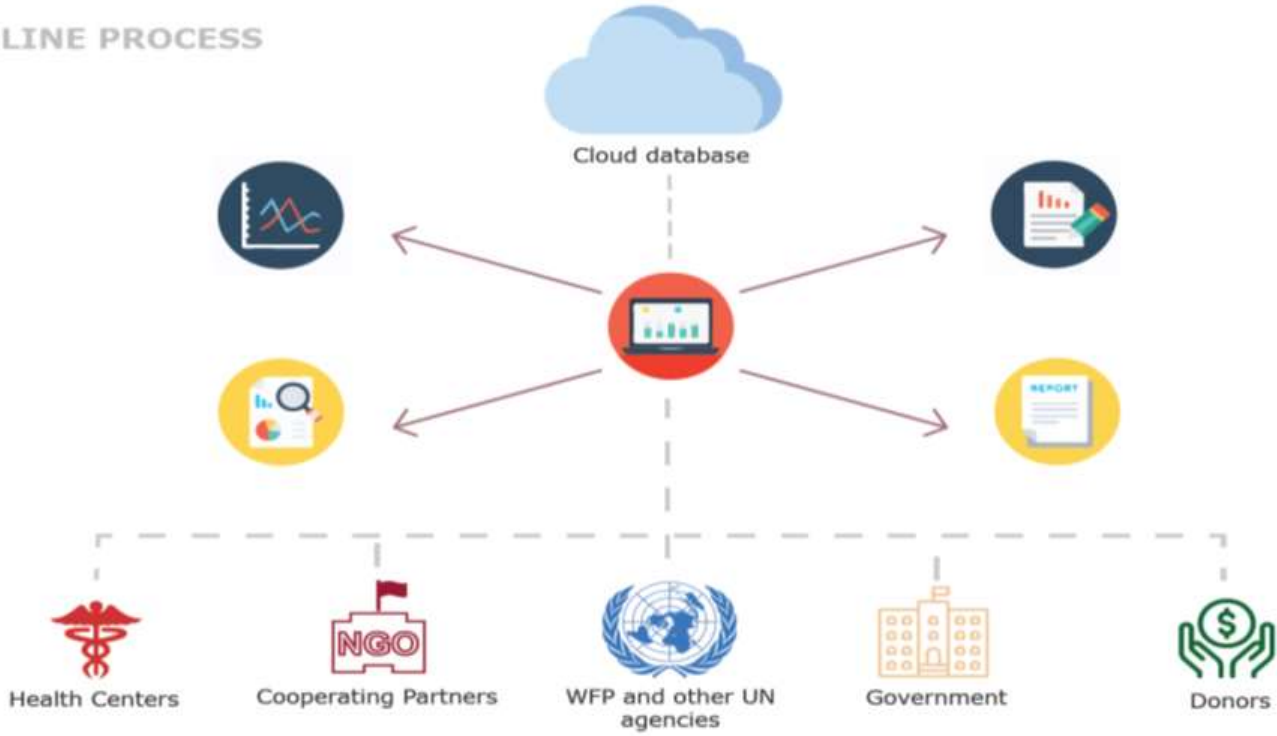 LINE PROCESS
Cloud database
REPORT
NGO
$
Health Centers
Cooperating Partners
WFP and other UN
agencies
Government
Donors